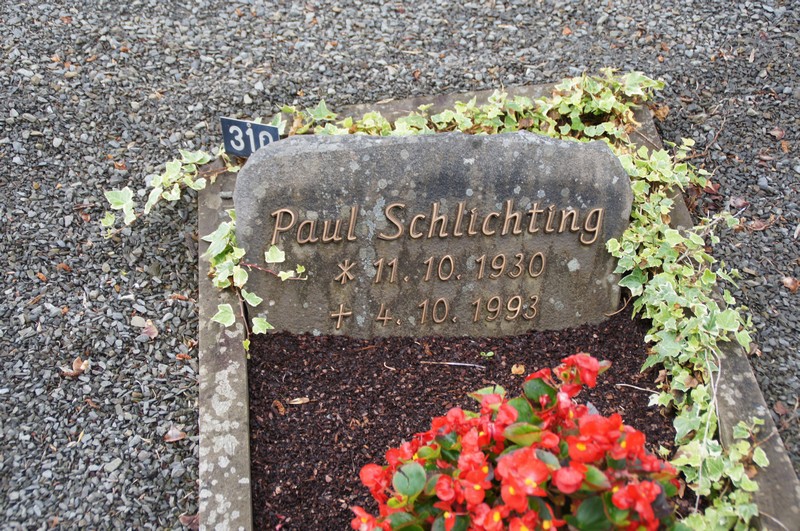 310
Paul Schlichting
* 11. 10. 1930
+ 4. 10. 1993